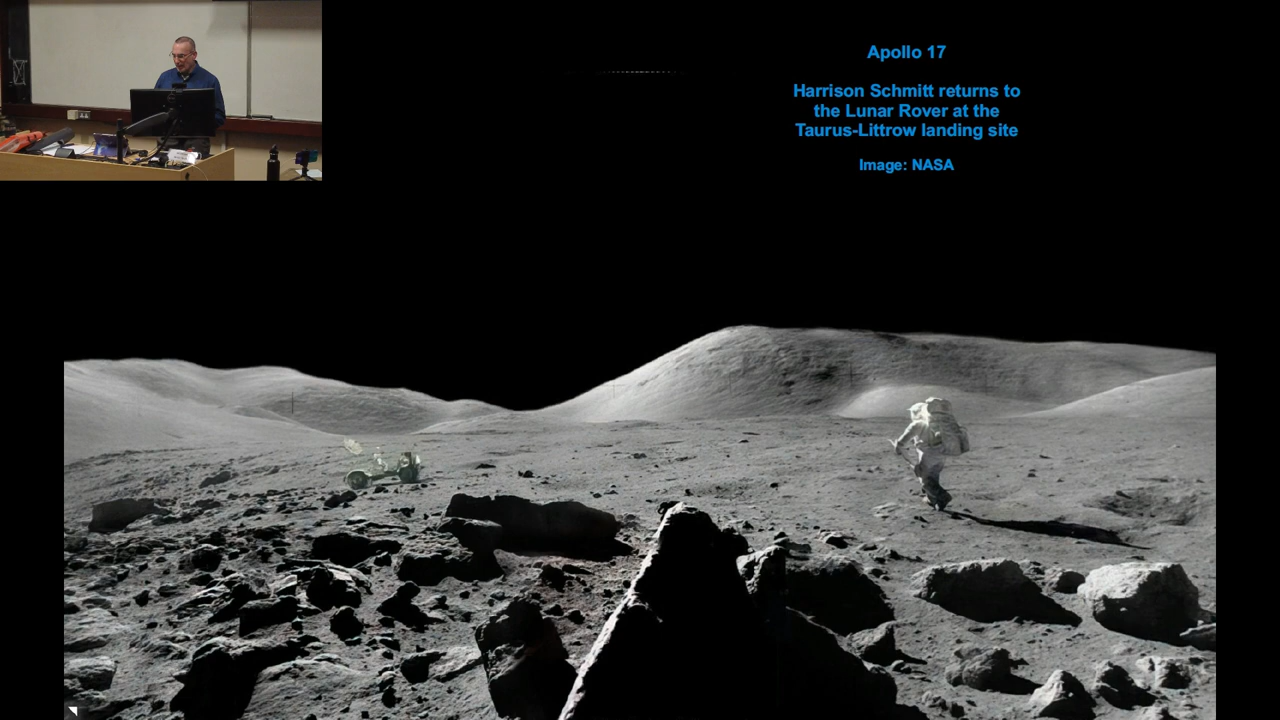 Apollo 17
Harrison Schmitt returns to
the Lunar Rover at the
Taurus-Littrow landing site
Image: NASA